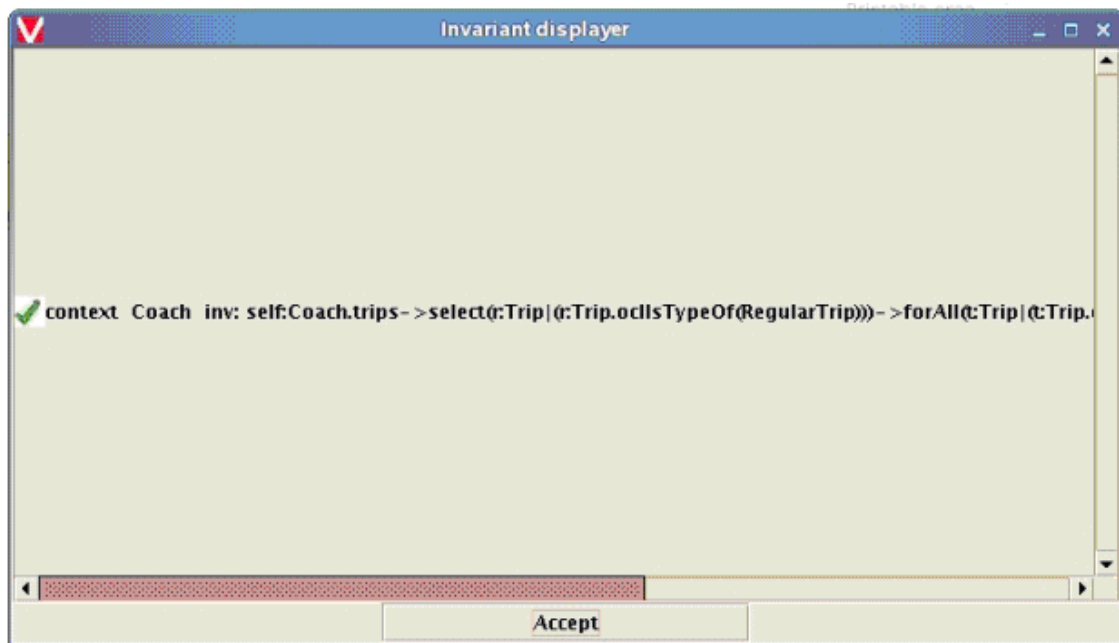 Invariant displayer
context Coach inv: self:Coach.trips->select(r:Trip|(r:Trip.oclIsTypeOf(RegularTrip)))->forAll(t:Trip|(t:Trip.
Accept